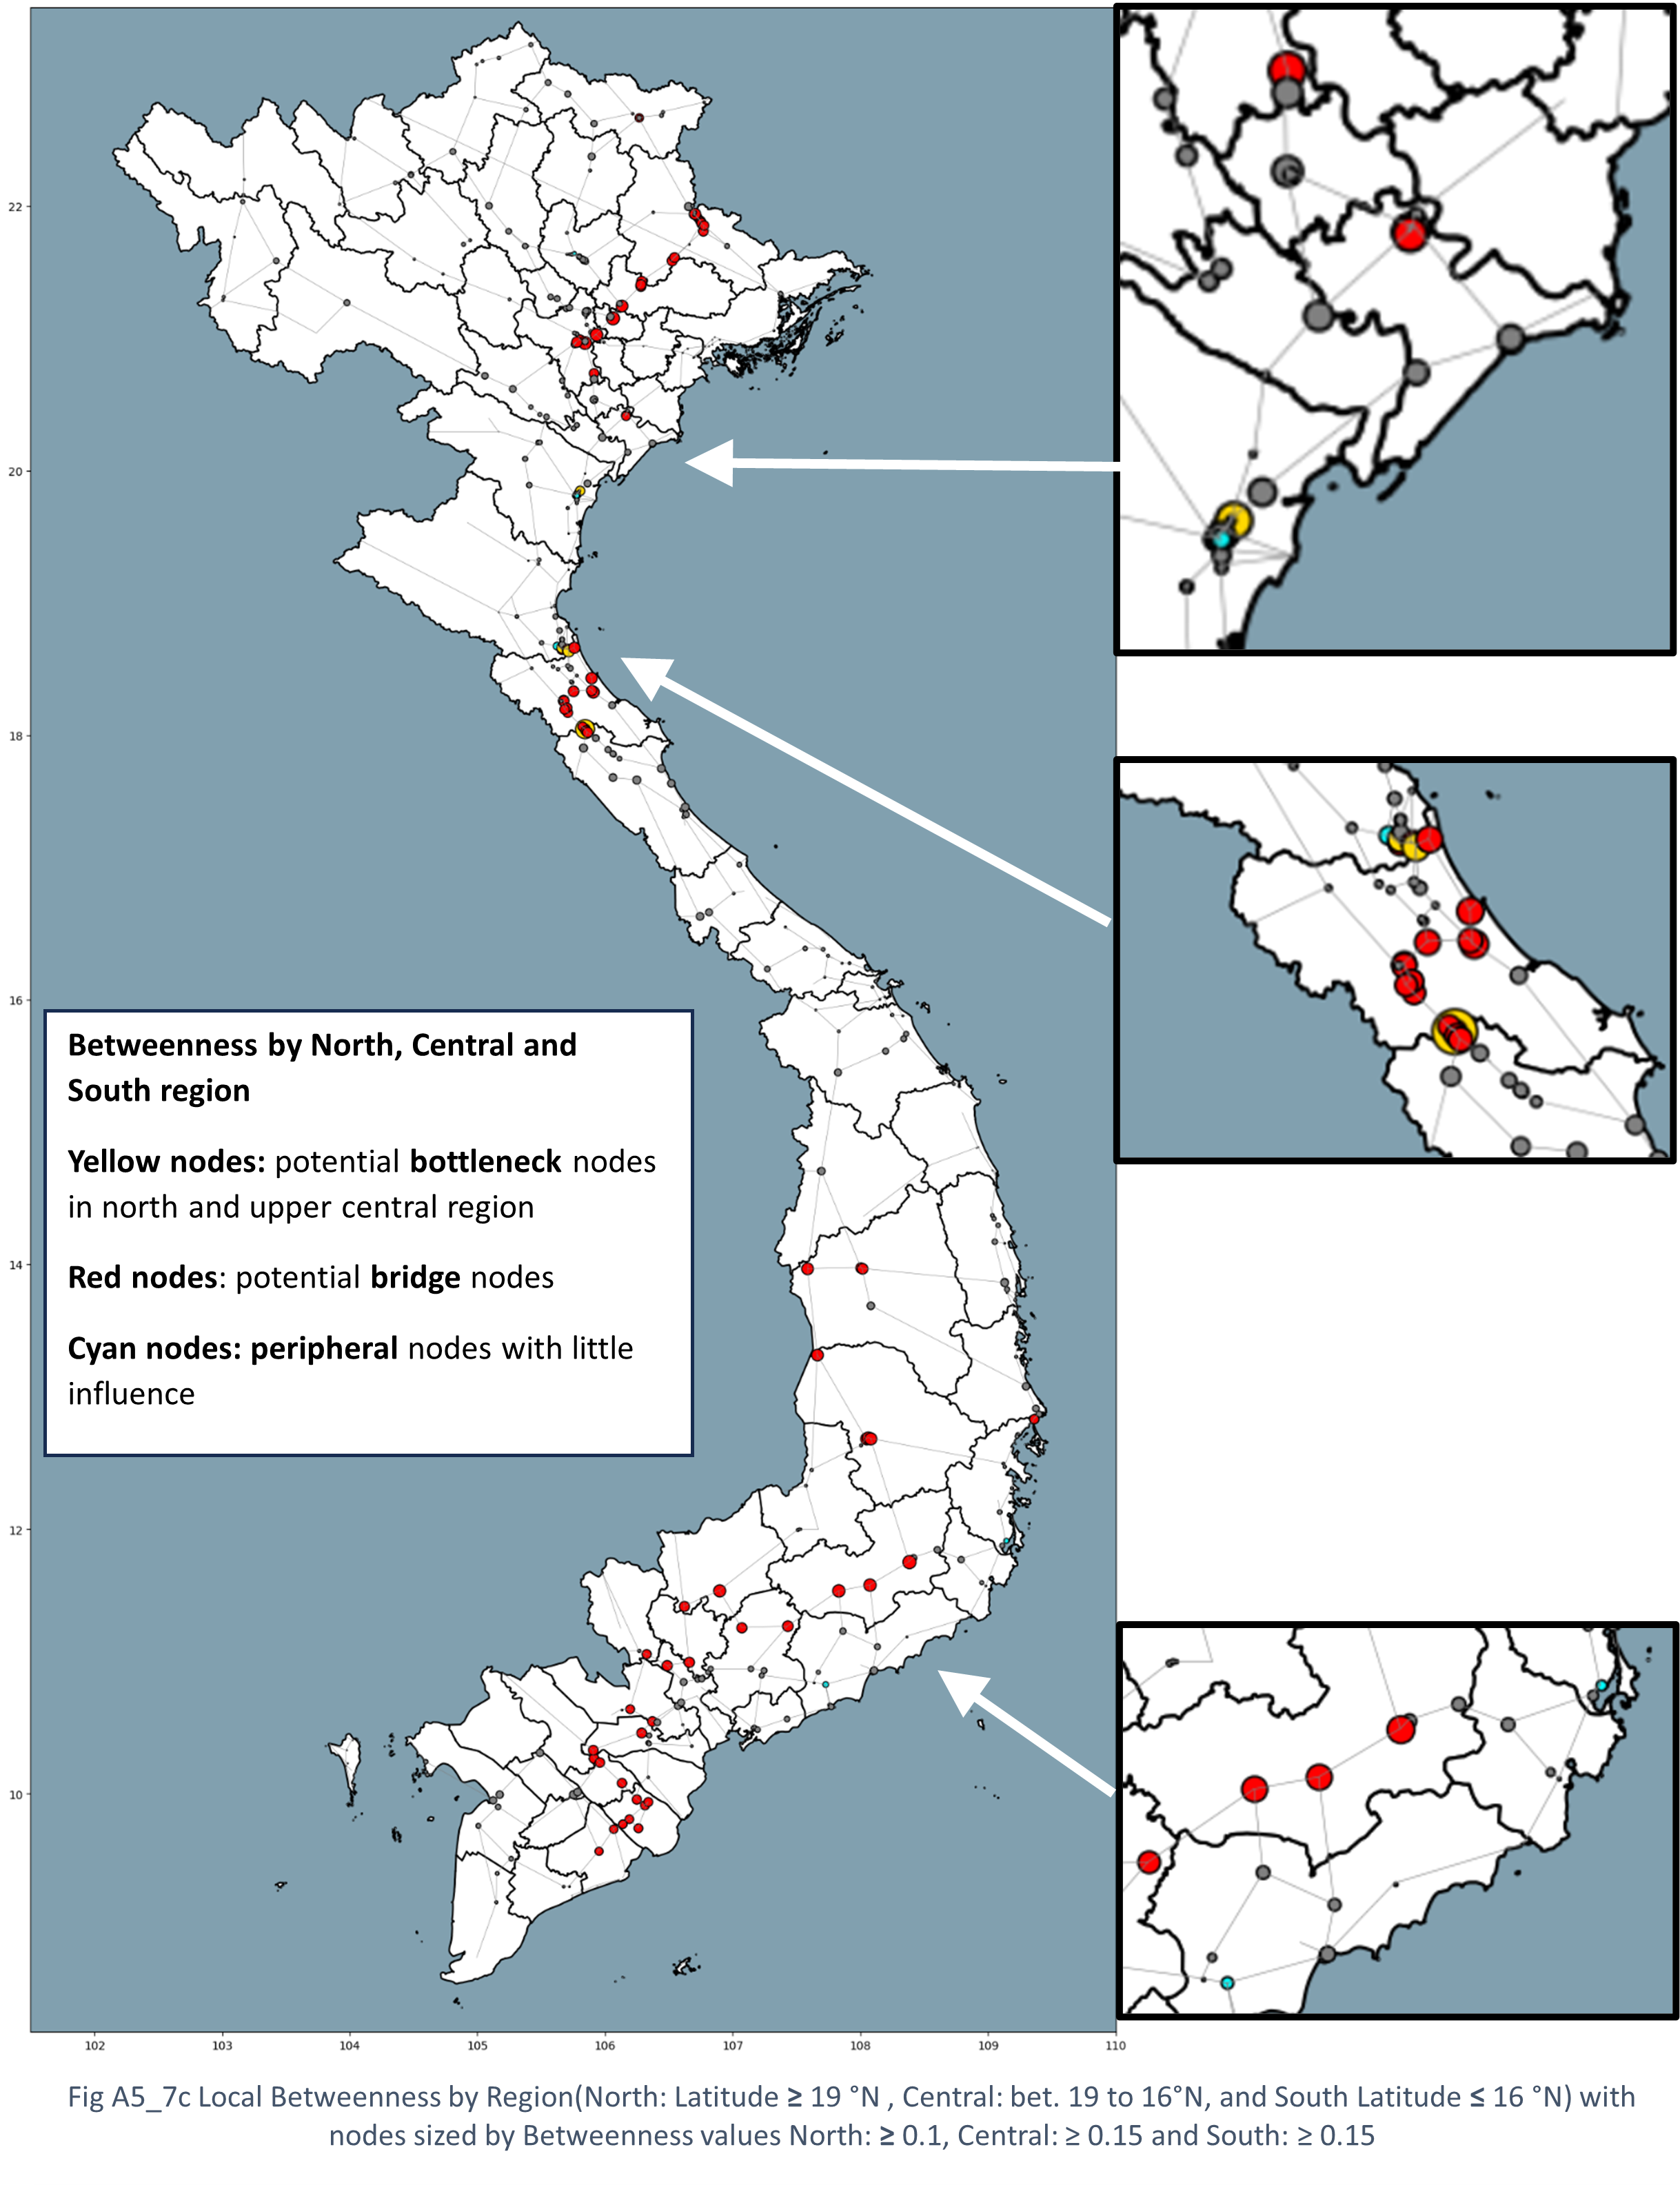 22
20
18
16
14
12
10
102 103 104 105 106 107 108 109 110
Betweenness by North, Central and
South region
Yellow nodes: potential bottleneck nodes
in north and upper central region
Red nodes: potential bridge nodes
Cyan nodes: peripheral nodes with little
influence
Fig A5_7c Local Betweenness by Region(North: Latitude ≥ 19 °N , Central: bet. 19 to 16°N, and South Latitude ≤ 16 °N) with
nodes sized by Betweenness values North: ≥ 0.1, Central: ≥ 0.15 and South: ≥ 0.15